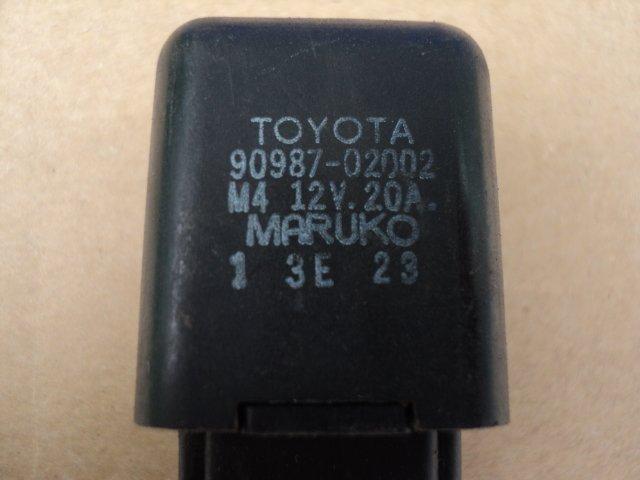 TOYOTA
90987-02002
M4 12V.20A.
MARUKO
1 3E 23